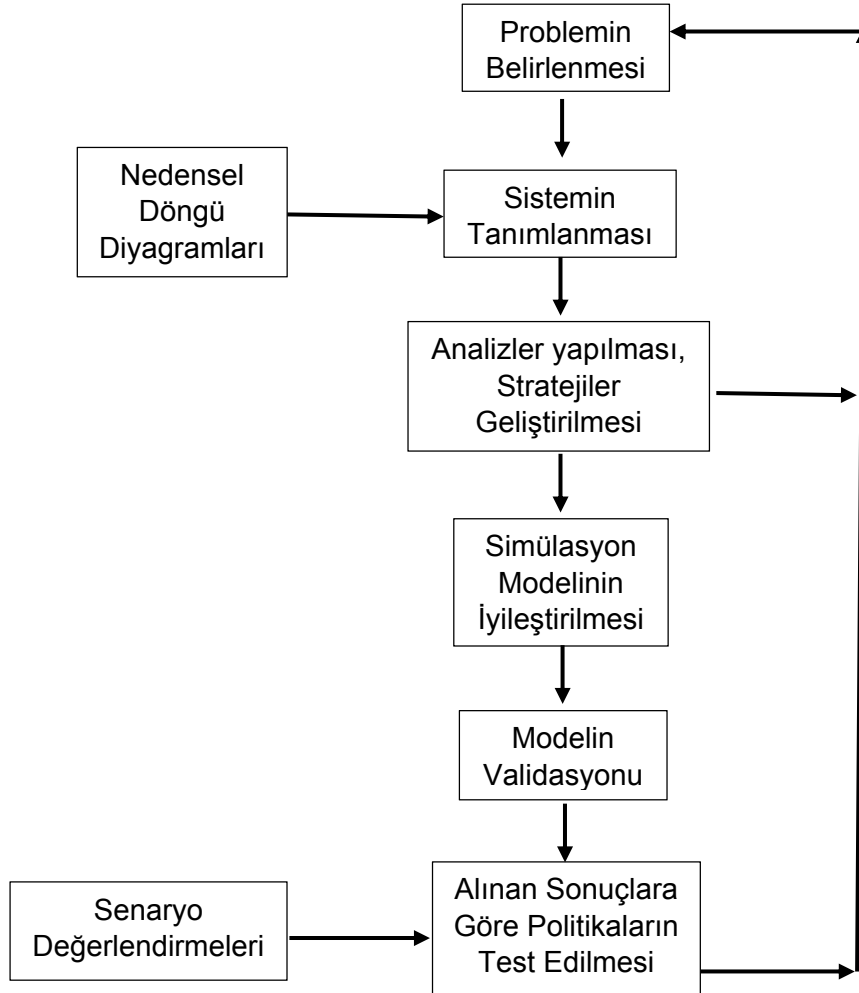 Problemin
Belirlenmesi
Nedensel
Döngü
Diyagramları
Sistemin
Tanımlanması
Analizler yapılması,
Stratejiler
Geliştirilmesi
Simülasyon
Modelinin
İyileştirilmesi
Modelin
Validasyonu
Senaryo
Değerlendirmeleri
Alınan Sonuçlara
Göre Politikaların
Test Edilmesi